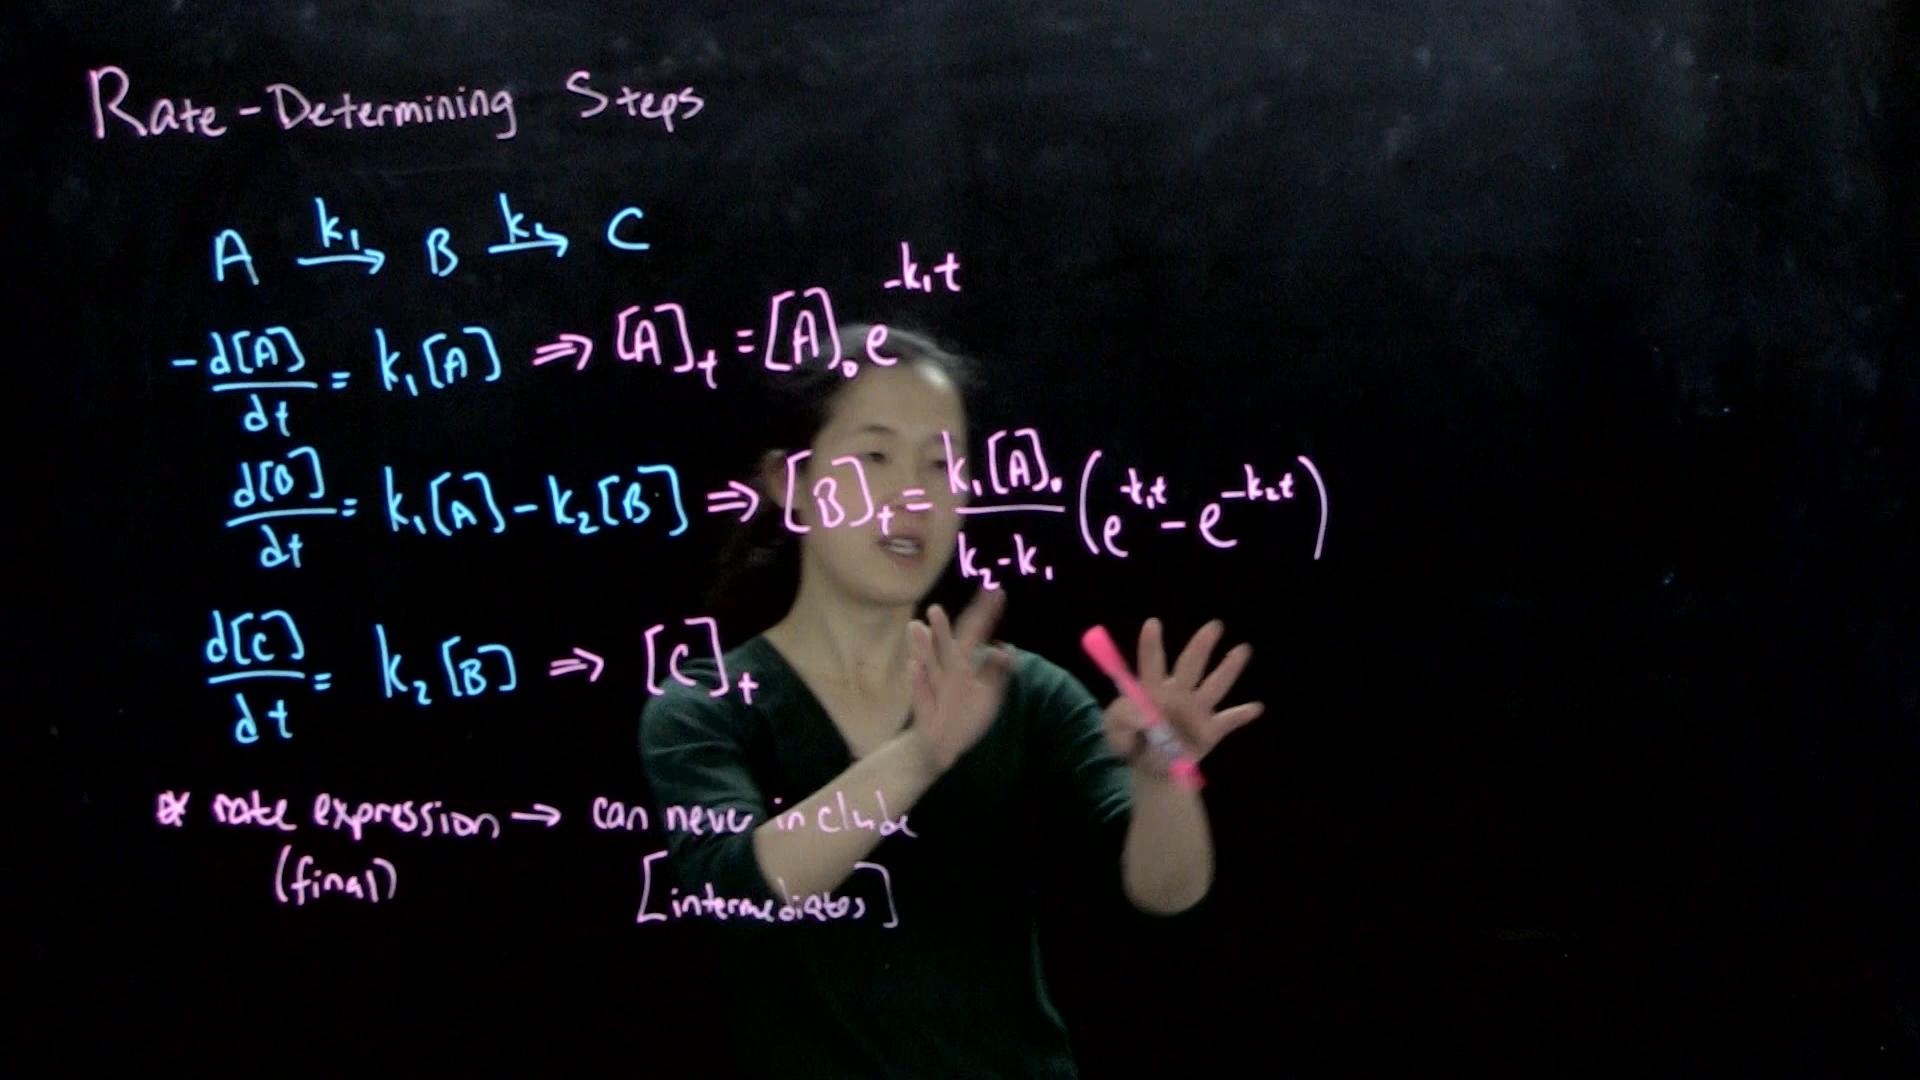 Rate-Determining Steps
A →k₁ B →k₂ C
-d[A]/dt = k₁[A] ⇒ [A]ₜ = [A]₀e^(-k₁t)
d[B]/dt = k₁[A] - k₂[B] ⇒ [B]ₜ = k₁[A]₀/(k₂-k₁) (e^(-k₁t) - e^(-k₂t))
d[C]/dt = k₂[B] ⇒ [C]ₜ
* rate expression → can never include
(final) [intermediates]